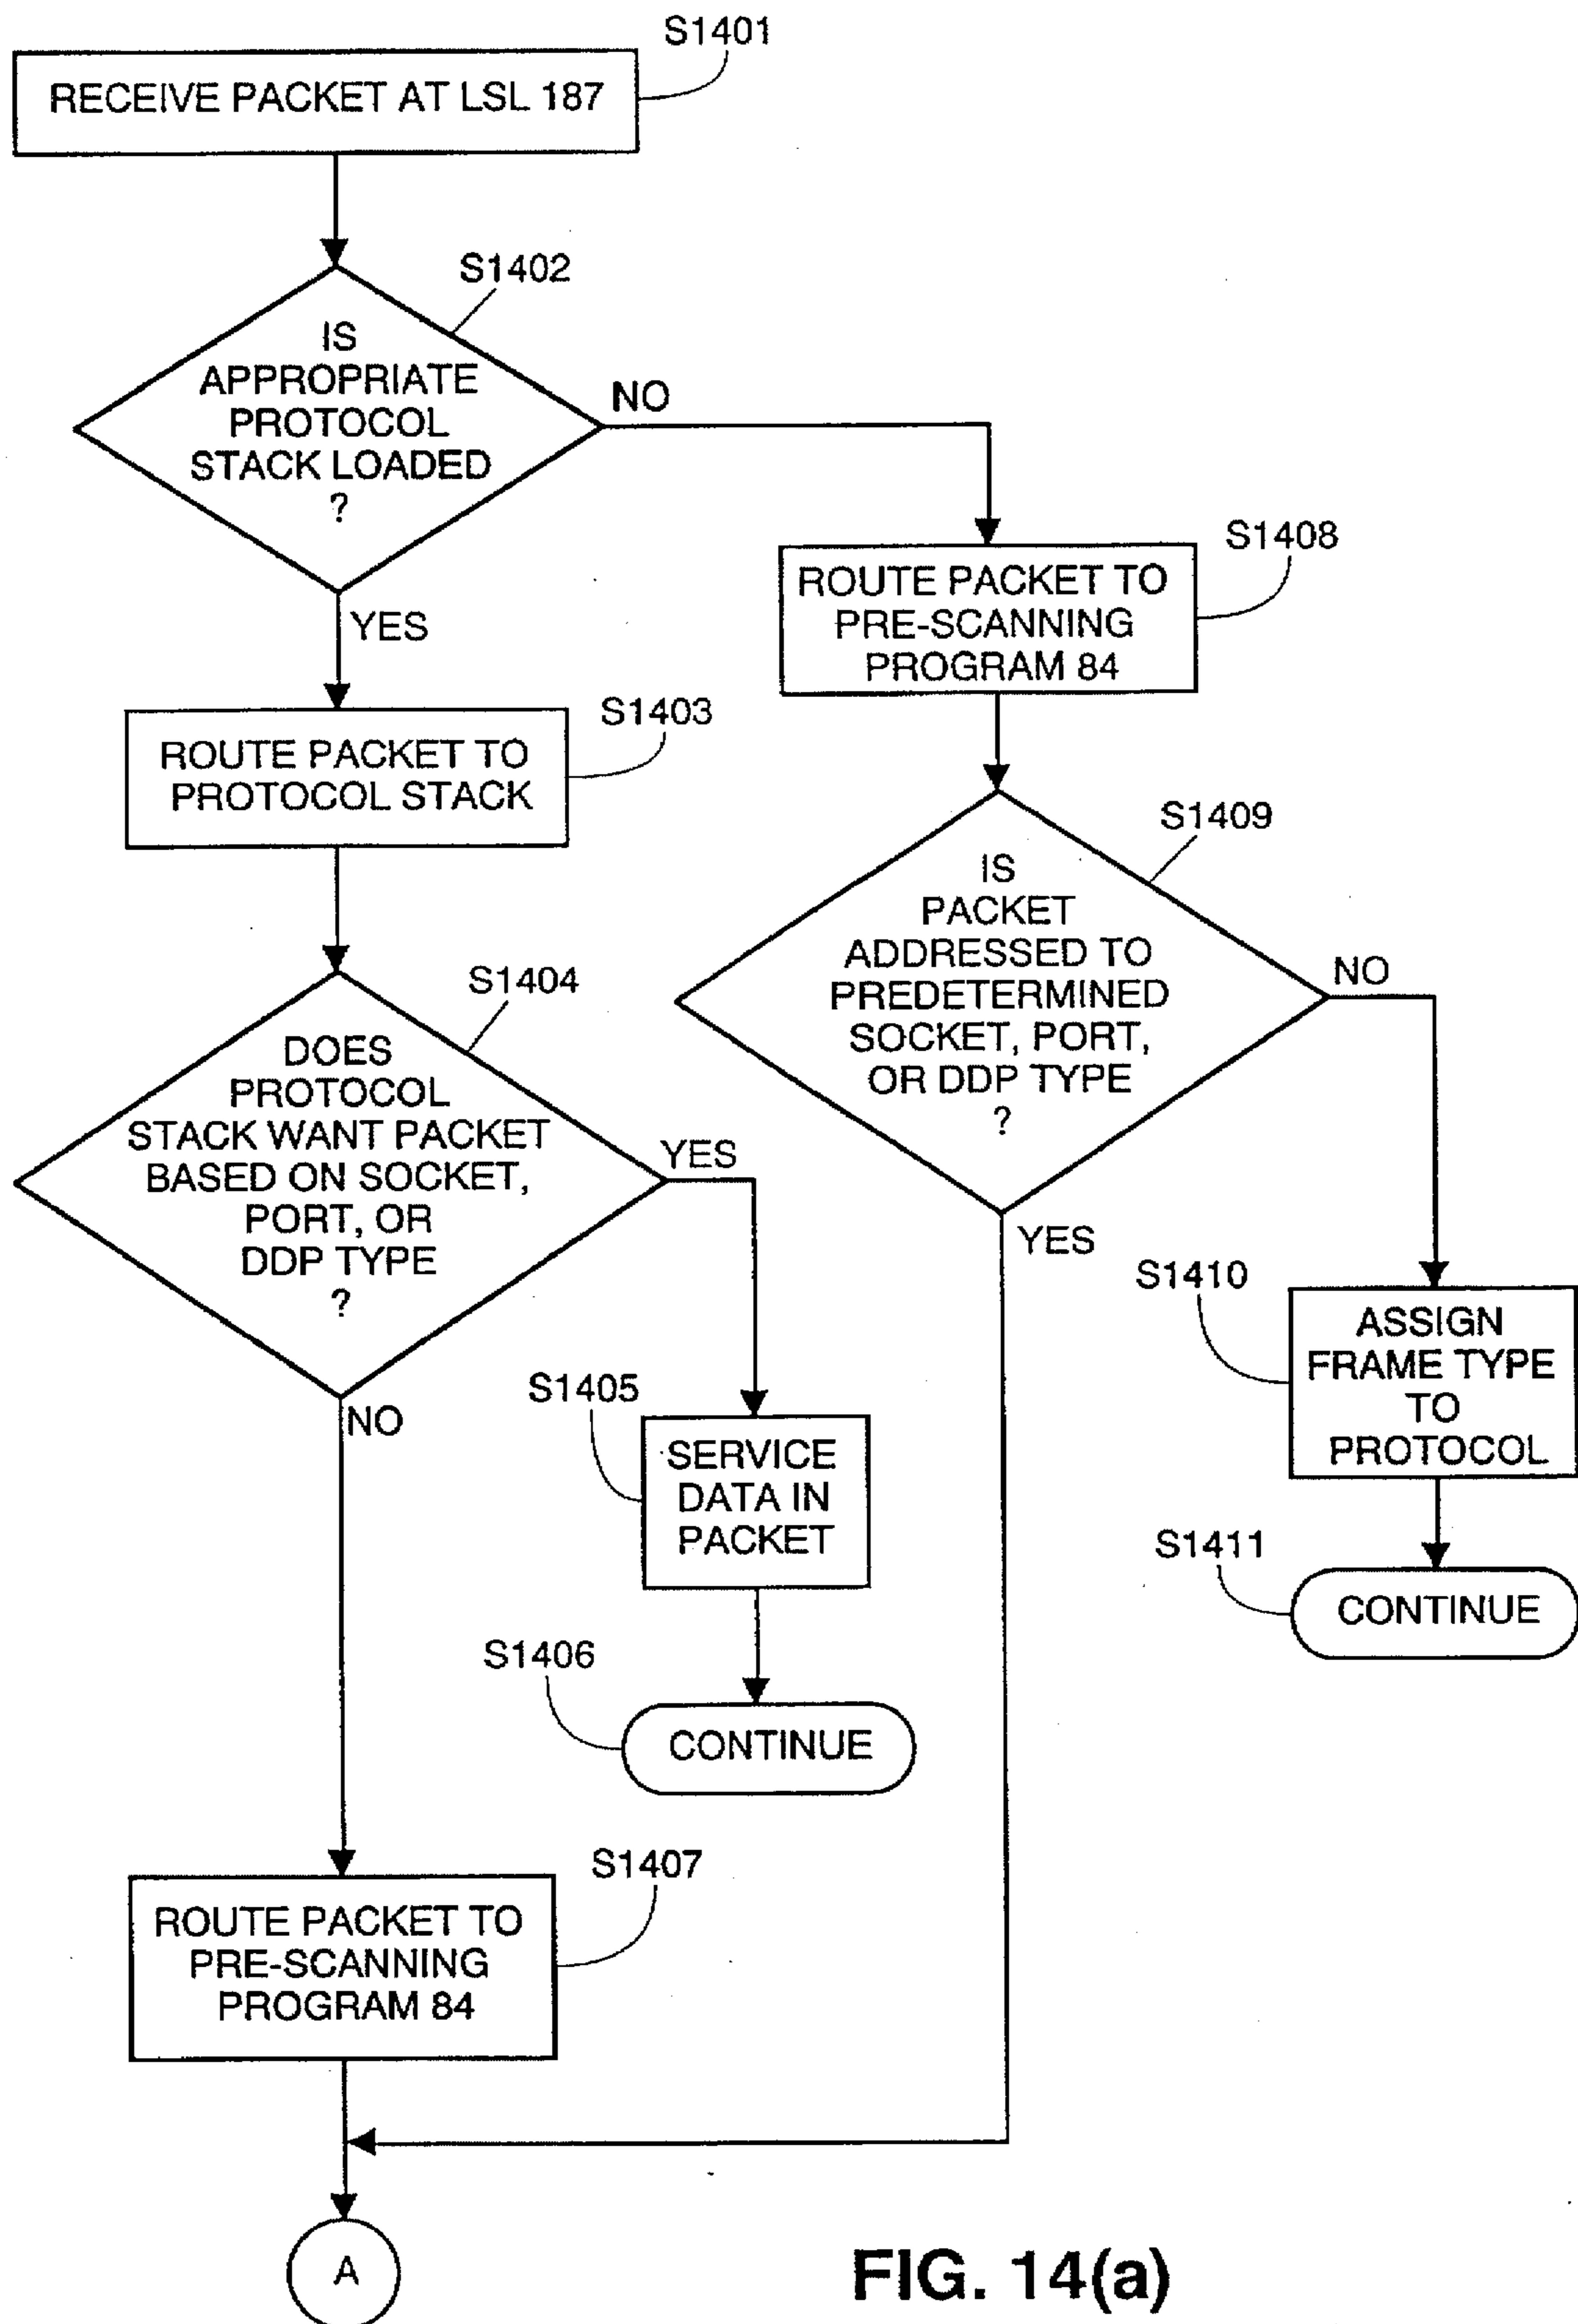 S1401
RECEIVE PACKET AT LSL 187
S1402
IS
APPROPRIATE
PROTOCOL
STACK LOADED
?
NO
YES
S1403
ROUTE PACKET TO
PROTOCOL STACK
S1404
DOES
PROTOCOL
STACK WANT PACKET
BASED ON SOCKET,
PORT, OR
DDP TYPE
?
YES
NO
S1405
SERVICE
DATA IN
PACKET
S1406
CONTINUE
S1407
ROUTE PACKET TO
PRE-SCANNING
PROGRAM 84
S1408
ROUTE PACKET TO
PRE-SCANNING
PROGRAM 84
S1409
IS
PACKET
ADDRESSED TO
PREDETERMINED
SOCKET, PORT,
OR DDP TYPE
?
NO
YES
S1410
ASSIGN
FRAME TYPE
TO
PROTOCOL
S1411
CONTINUE
A
FIG. 14(a)